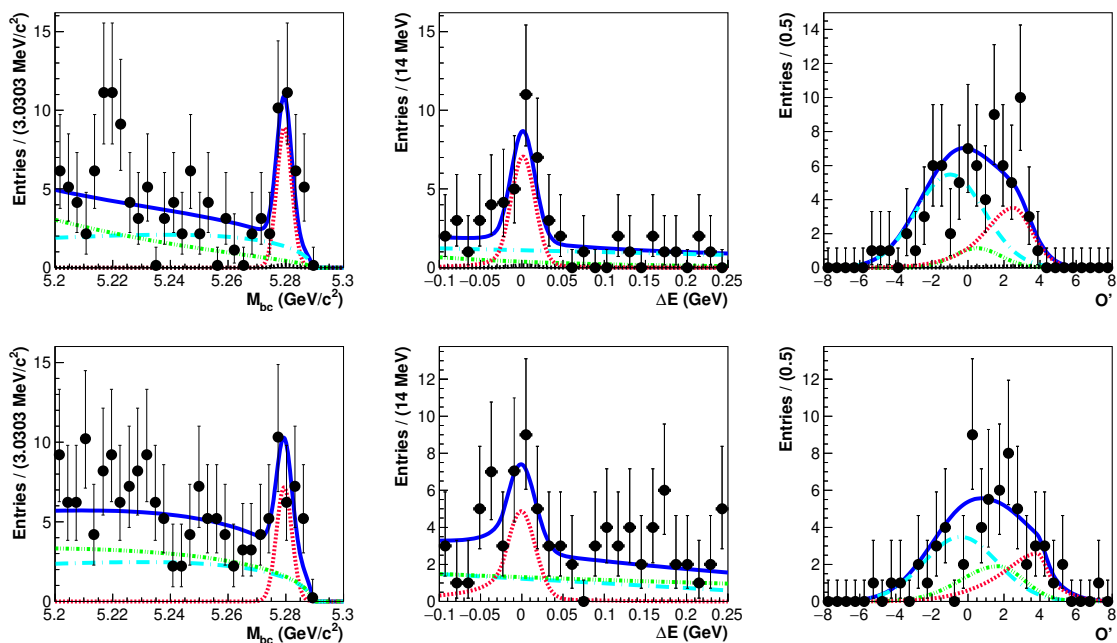 Entries / (3.0303 MeV/c²)
15
10
5
0
5.2 5.22 5.24 5.26 5.28 5.3
M_bc (GeV/c²)
Entries / (14 MeV)
15
10
5
0
−0.1 −0.05 0 0.05 0.1 0.15 0.2 0.25
ΔE (GeV)
Entries / (0.5)
14
12
10
8
6
4
2
0
−8 −6 −4 −2 0 2 4 6 8
O'
Entries / (3.0303 MeV/c²)
15
10
5
0
5.2 5.22 5.24 5.26 5.28 5.3
M_bc (GeV/c²)
Entries / (14 MeV)
12
10
8
6
4
2
0
−0.1 −0.05 0 0.05 0.1 0.15 0.2 0.25
ΔE (GeV)
Entries / (0.5)
12
10
8
6
4
2
0
−8 −6 −4 −2 0 2 4 6 8
O'